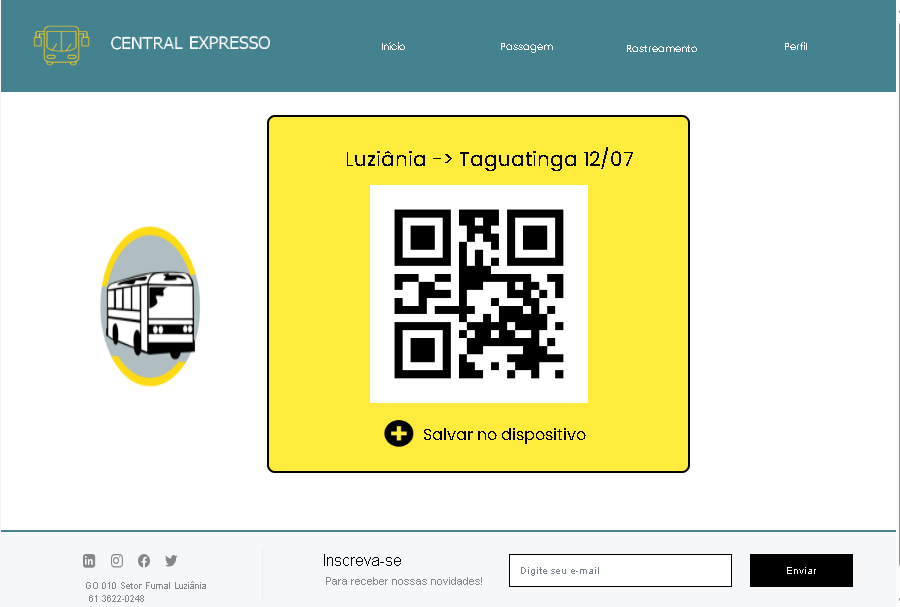 CENTRAL EXPRESSO
Início
Passagem
Rastreamento
Perfil
Luziânia -> Taguatinga 12/07
Salvar no dispositivo
GO 010 Setor Fumal Luziânia
61 3622-0248
Inscreva-se
Para receber nossas novidades!
Digite seu e-mail
Enviar